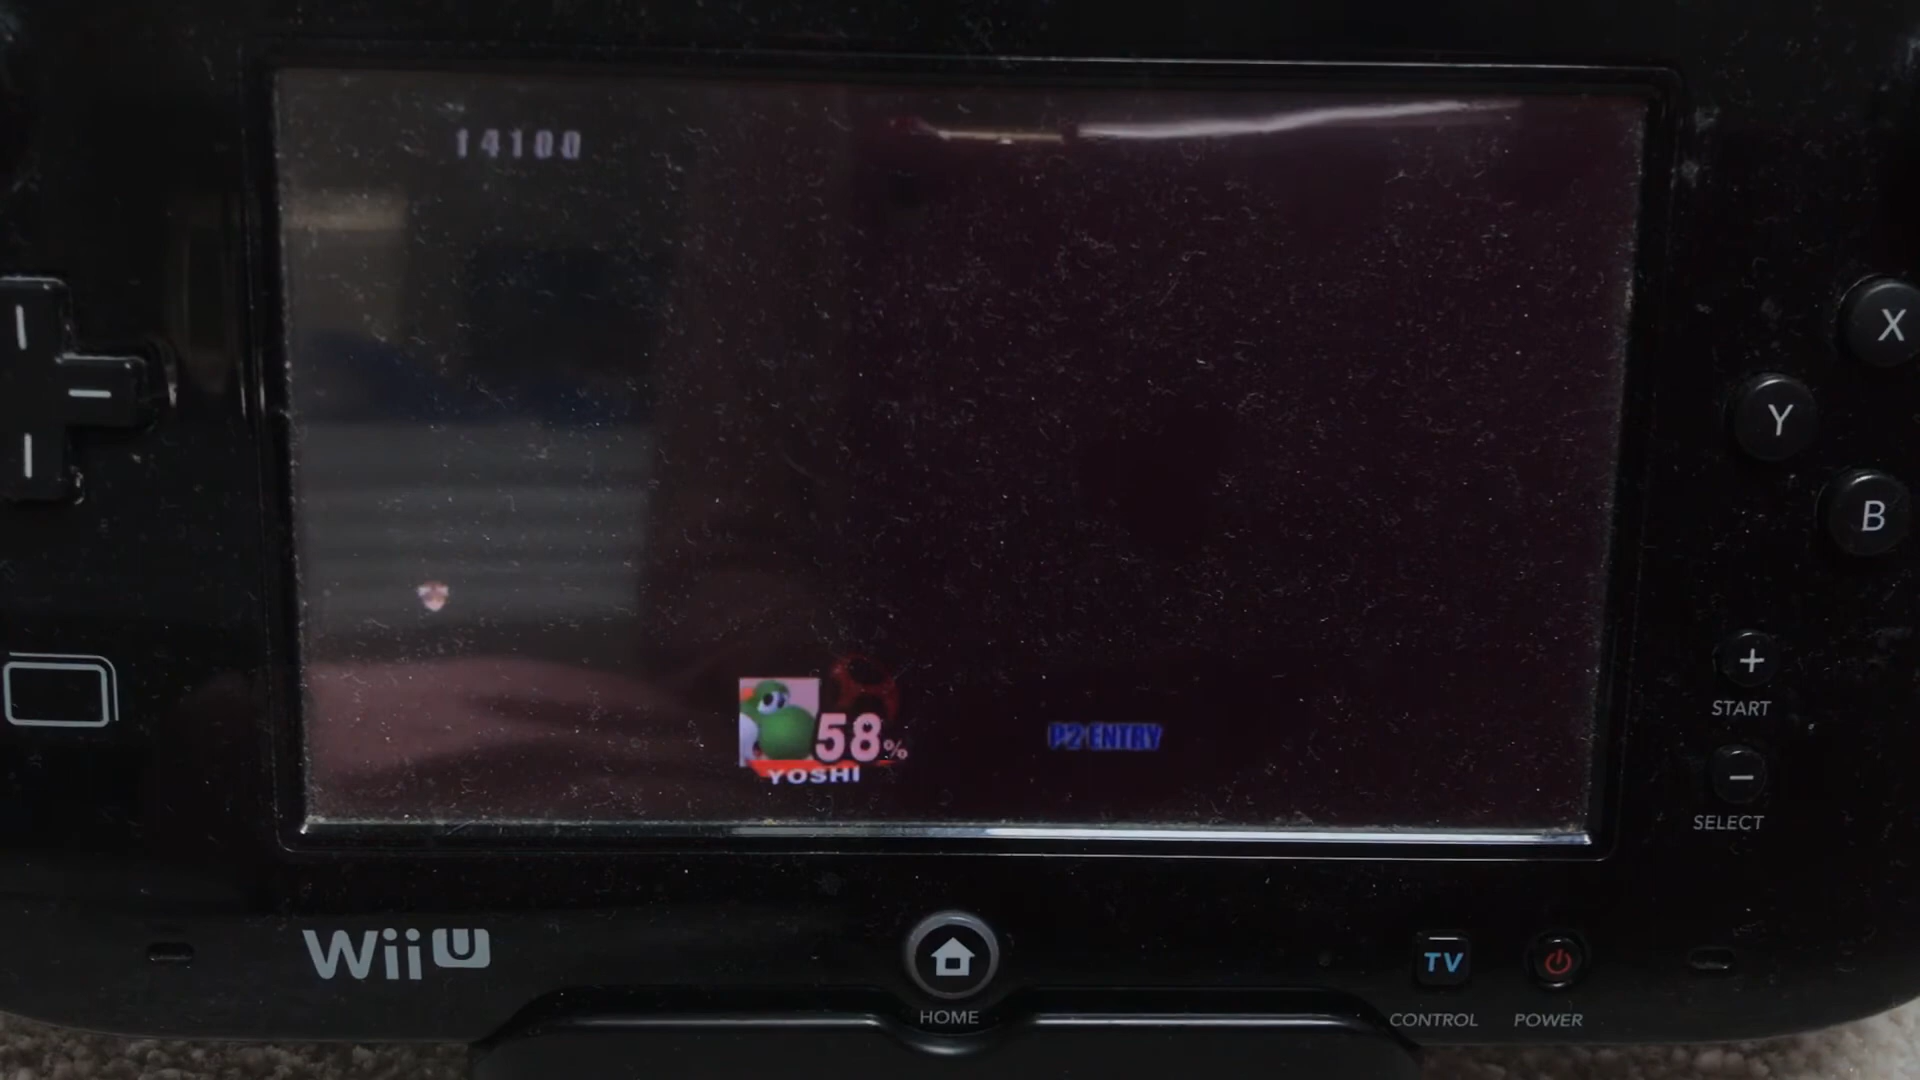 14100
X
Y
B
58%
YOSHI
P2 ENTRY
+
START
−
SELECT
Wii U
TV
HOME
CONTROL
POWER